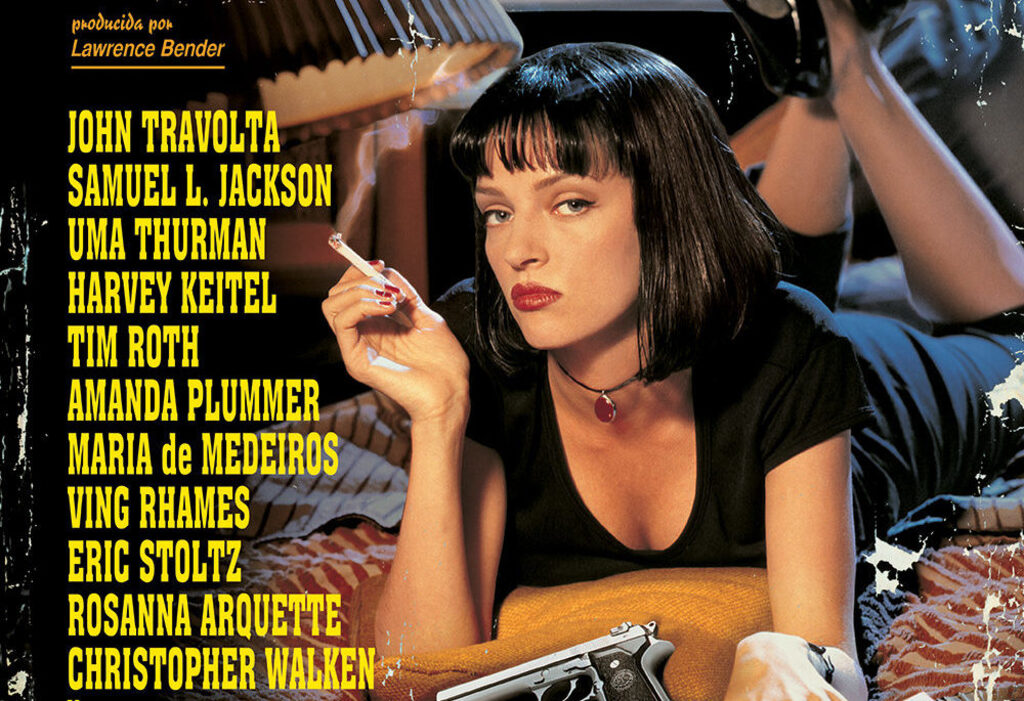 producida por
Lawrence Bender
JOHN TRAVOLTA
SAMUEL L. JACKSON
UMA THURMAN
HARVEY KEITEL
TIM ROTH
AMANDA PLUMMER
MARIA de MEDEIROS
VING RHAMES
ERIC STOLTZ
ROSANNA ARQUETTE
CHRISTOPHER WALKEN